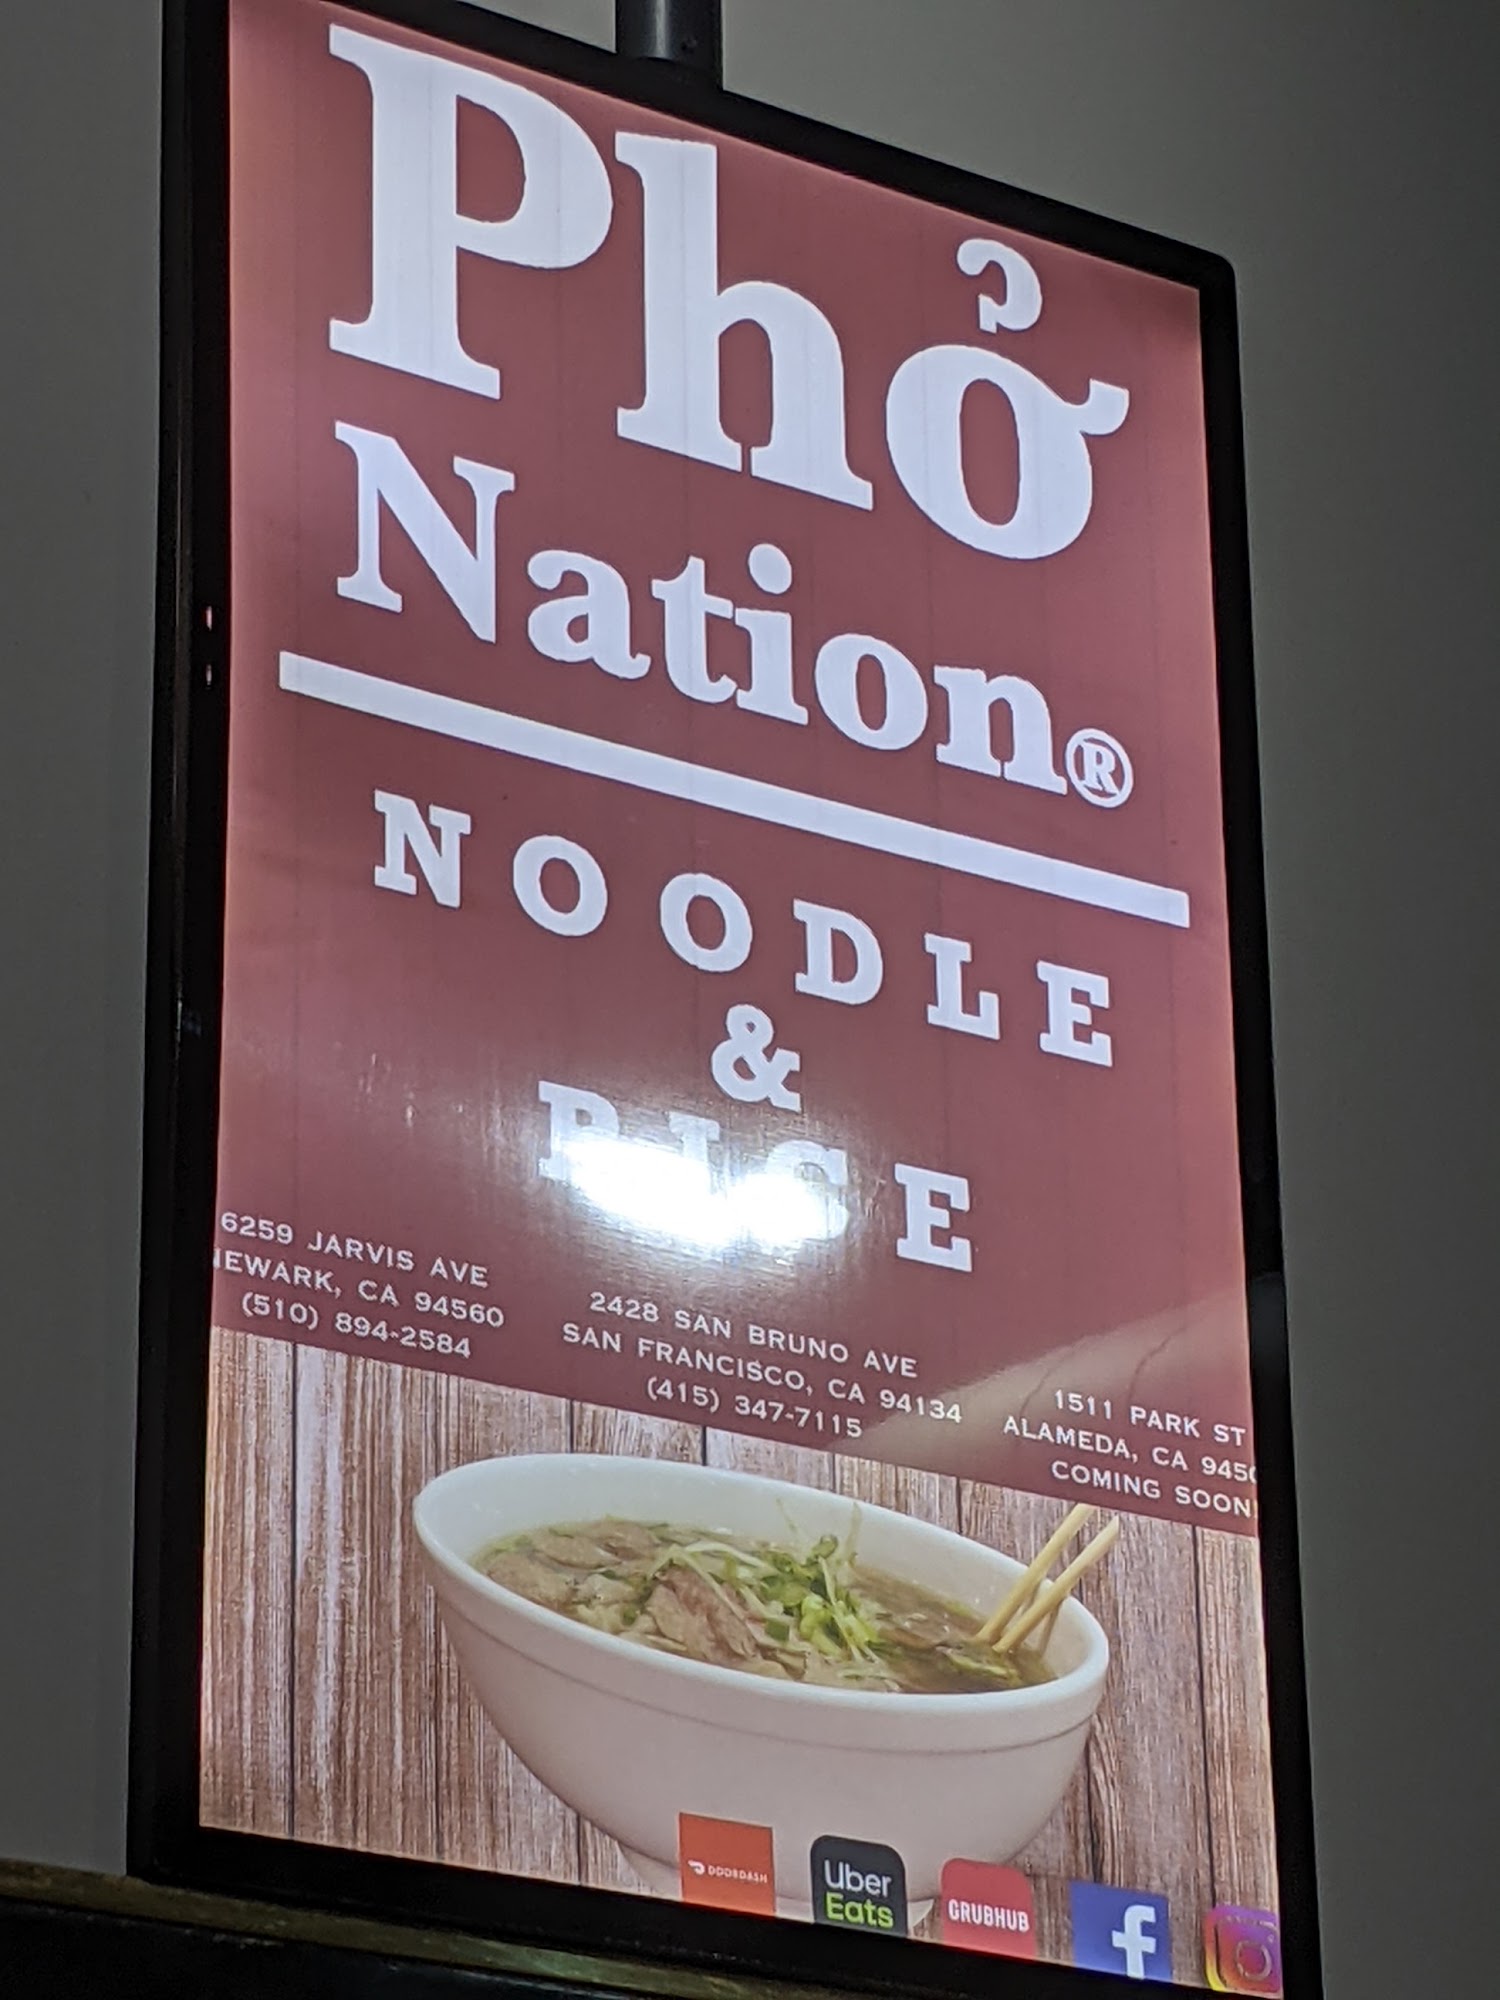 Phở
Nation®
NOODLE
&
RICE
6259 JARVIS AVE
NEWARK, CA 94560
(510) 894-2584
2428 SAN BRUNO AVE
SAN FRANCISCO, CA 94134
(415) 347-7115
1511 PARK ST
ALAMEDA, CA
COMING SOON
DOORDASH
Uber
Eats
GRUBHUB
f